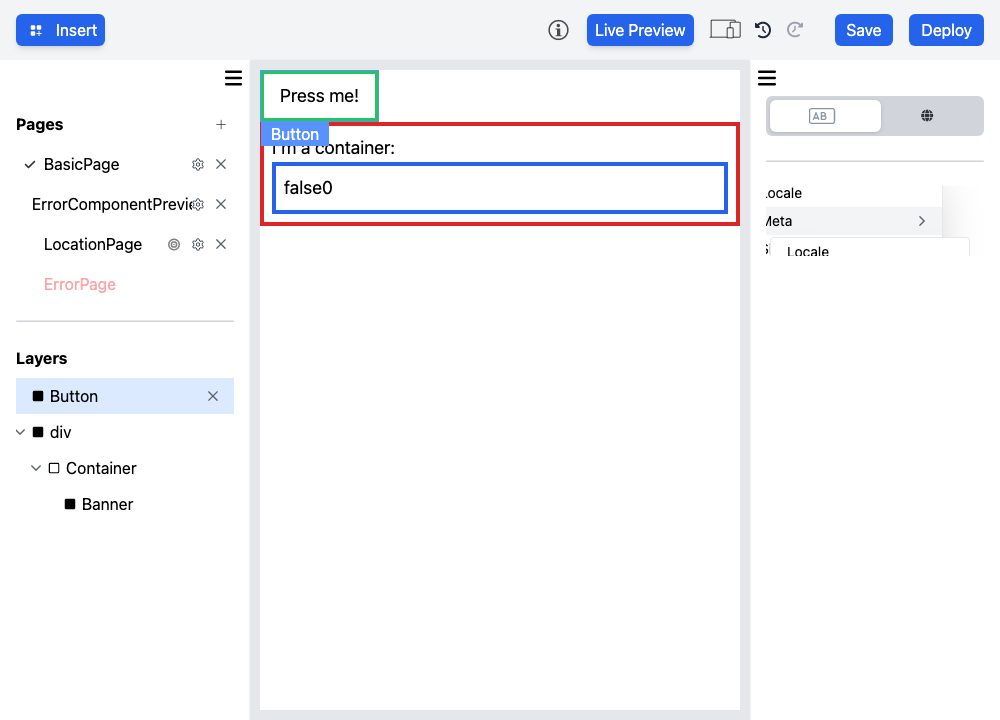 Insert
Live Preview
Save
Deploy
Pages
BasicPage
ErrorComponentPrevie
LocationPage
ErrorPage
Layers
Button
div
Container
Banner
Press me!
Button
I'm a container:
false0
AB
Locale
Meta
Locale